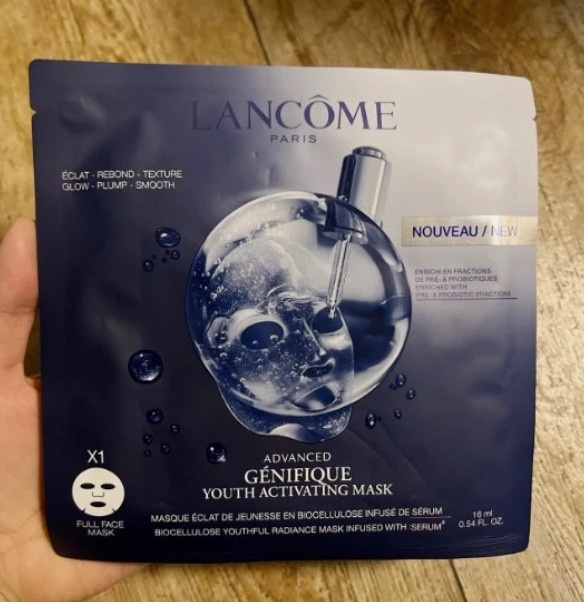 LANCÔME
PARIS
ÉCLAT - REBOND - TEXTURE
GLOW - PLUMP - SMOOTH
NOUVEAU / NEW
ENRICHI EN FRACTIONS
DE PRÉ- & PROBIOTIQUES
ENRICHED WITH
PRE- & PROBIOTIC FRACTIONS
X1
FULL FACE
MASK
ADVANCED
GÉNIFIQUE
YOUTH ACTIVATING MASK
MASQUE ÉCLAT DE JEUNESSE EN BIOCELLULOSE INFUSÉ DE SÉRUM
BIOCELLULOSE YOUTHFUL RADIANCE MASK INFUSED WITH SERUM
16 ml
0.54 FL. OZ.